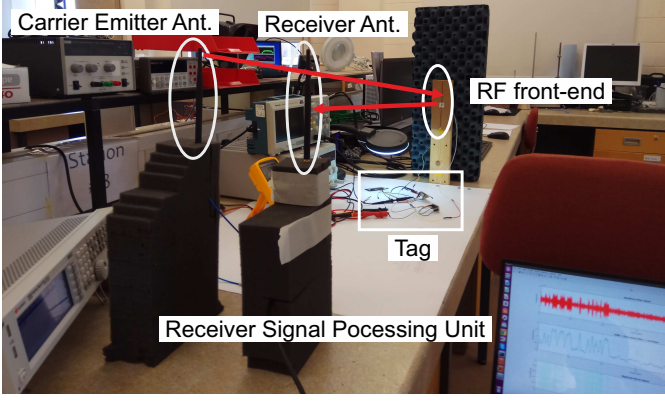 Carrier Emitter Ant.
Receiver Ant.
RF front-end
Station
Tag
Receiver Signal Pocessing Unit